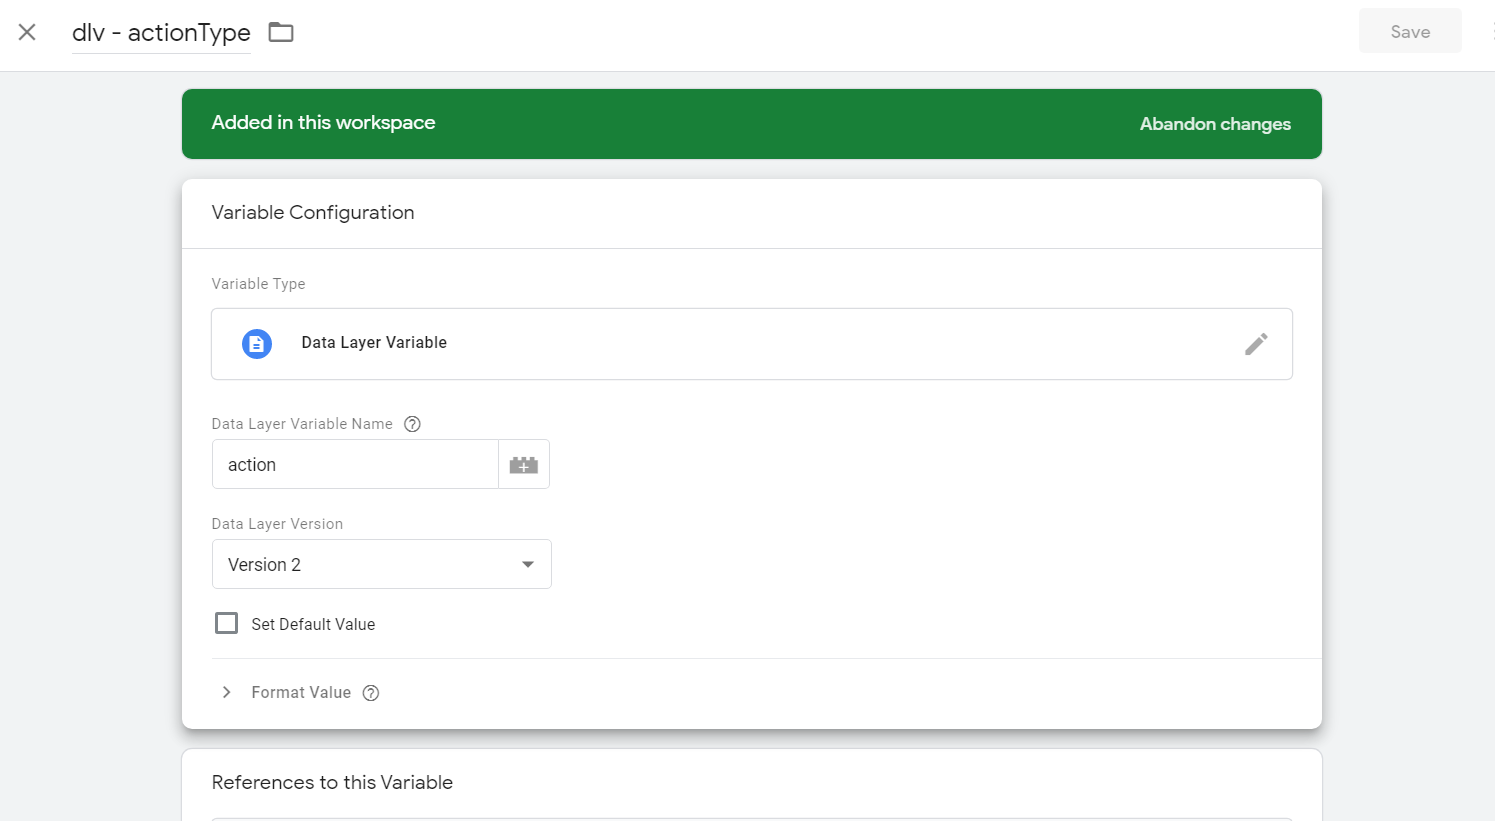 dlv - actionType
Save
Added in this workspace
Abandon changes
Variable Configuration
Variable Type
Data Layer Variable
Data Layer Variable Name
action
Data Layer Version
Version 2
Set Default Value
Format Value
References to this Variable